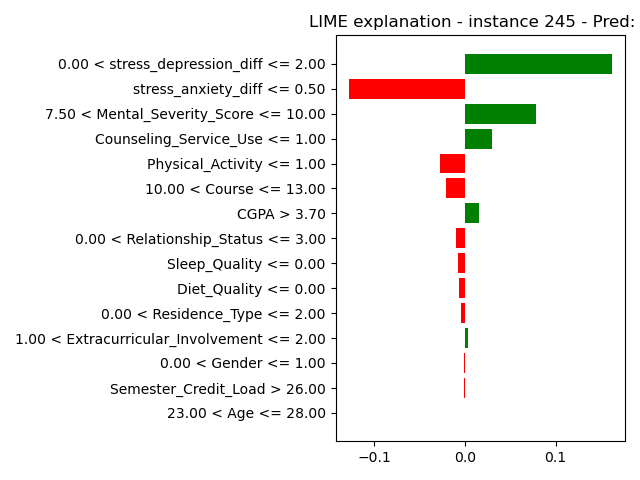 LIME explanation - instance 245 - Pred:
0.00 < stress_depression_diff <= 2.00
stress_anxiety_diff <= 0.50
7.50 < Mental_Severity_Score <= 10.00
Counseling_Service_Use <= 1.00
Physical_Activity <= 1.00
10.00 < Course <= 13.00
CGPA > 3.70
0.00 < Relationship_Status <= 3.00
Sleep_Quality <= 0.00
Diet_Quality <= 0.00
0.00 < Residence_Type <= 2.00
1.00 < Extracurricular_Involvement <= 2.00
0.00 < Gender <= 1.00
Semester_Credit_Load > 26.00
23.00 < Age <= 28.00
−0.1 0.0 0.1